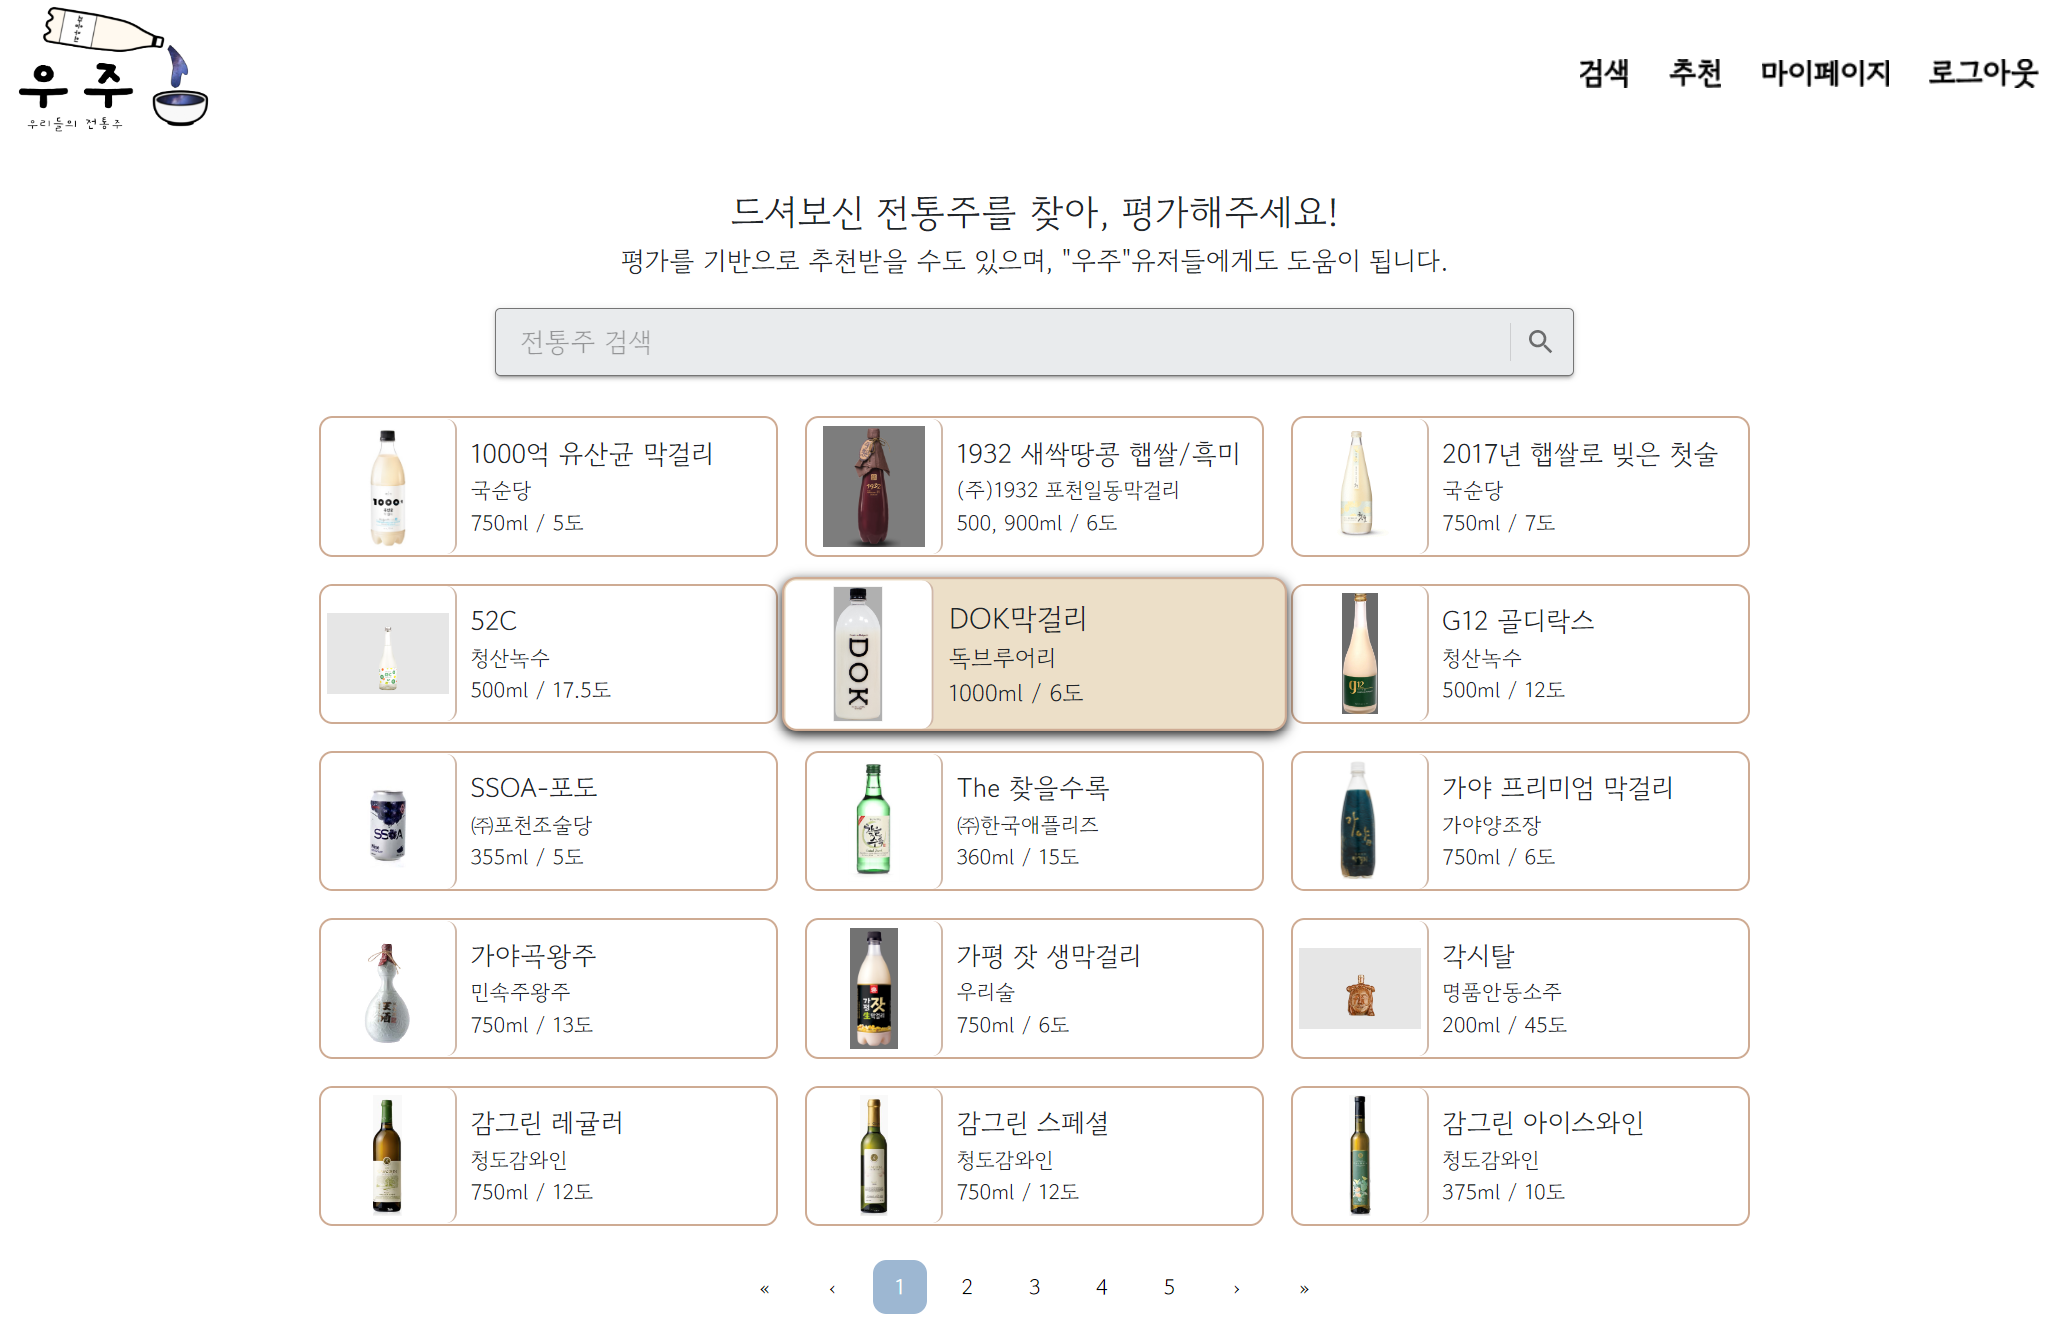 우주
우리들의 전통주
검색 추천 마이페이지 로그아웃
드셔보신 전통주를 찾아, 평가해주세요!
평가를 기반으로 추천받을 수도 있으며, "우주"유저들에게도 도움이 됩니다.
전통주 검색
1000억 유산균 막걸리
국순당
750ml / 5도
1932 새싹땅콩 햅쌀/흑미
(주)1932 포천일동막걸리
500, 900ml / 6도
2017년 햅쌀로 빚은 첫술
국순당
750ml / 7도
52C
청산녹수
500ml / 17.5도
DOK
DOK막걸리
독브루어리
1000ml / 6도
G12 골디락스
청산녹수
500ml / 12도
SSOA
SSOA-포도
㈜포천조술당
355ml / 5도
The 찾을수록
㈜한국애플리즈
360ml / 15도
가야 프리미엄 막걸리
가야양조장
750ml / 6도
가야곡왕주
민속주왕주
750ml / 13도
가평 잣 생막걸리
우리술
750ml / 6도
각시탈
명품안동소주
200ml / 45도
감그린 레귤러
청도감와인
750ml / 12도
감그린 스페셜
청도감와인
750ml / 12도
감그린 아이스와인
청도감와인
375ml / 10도
« ‹ 1 2 3 4 5 › »